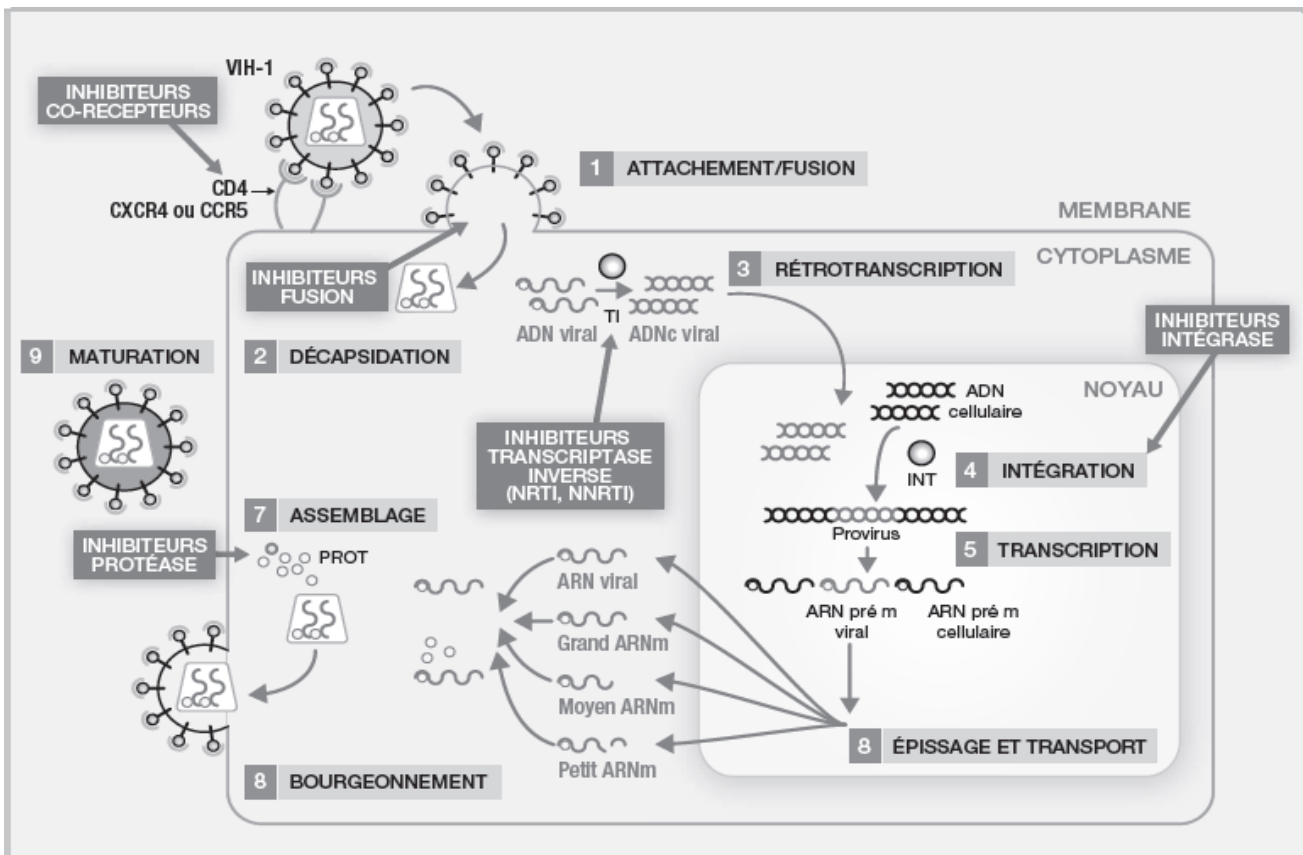 VIH-1
INHIBITEURS
CO-RECEPTEURS
CD4
CXCR4 ou CCR5
1 ATTACHEMENT/FUSION
MEMBRANE
CYTOPLASME
INHIBITEURS
FUSION
3 RÉTROTRANSCRIPTION
TI
ADN viral
ADNc viral
2 DÉCAPSIDATION
9 MATURATION
INHIBITEURS
INTÉGRASE
NOYAU
ADN
cellulaire
INHIBITEURS
TRANSCRIPTASE
INVERSE
(NRTI, NNRTI)
INT
4 INTÉGRATION
7 ASSEMBLAGE
Provirus
5 TRANSCRIPTION
INHIBITEURS
PROTÉASE
PROT
ARN viral
ARN pré m
viral
ARN pré m
cellulaire
Grand ARNm
Moyen ARNm
8 ÉPISSAGE ET TRANSPORT
Petit ARNm
8 BOURGEONNEMENT